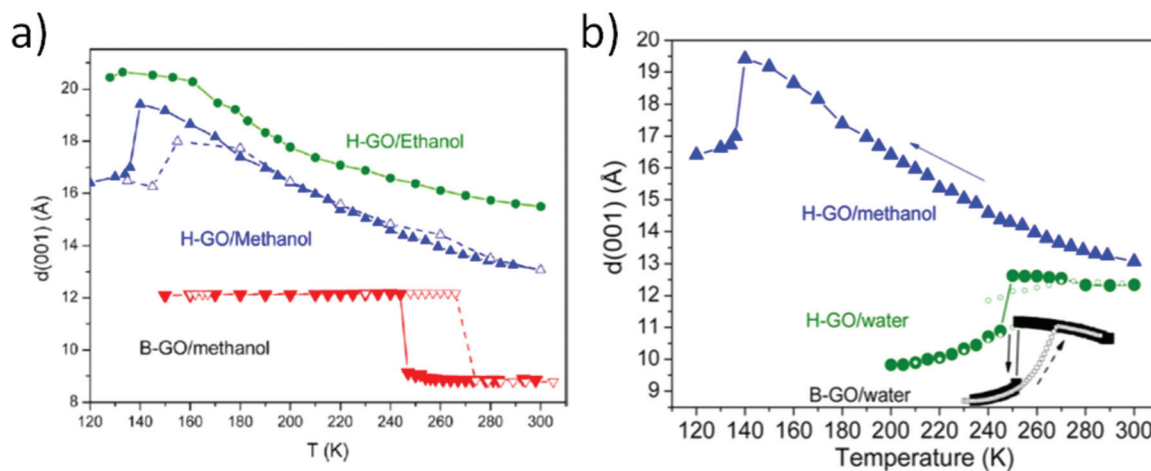 a)
21
20
18
16
14
12
10
8
d(001) (Å)
H-GO/Ethanol
H-GO/Methanol
B-GO/methanol
120 140 160 180 200 220 240 260 280 300
T (K)
b)
20
19
18
17
16
15
14
13
12
11
10
9
d(001) (Å)
H-GO/methanol
H-GO/water
B-GO/water
120 140 160 180 200 220 240 260 280 300
Temperature (K)